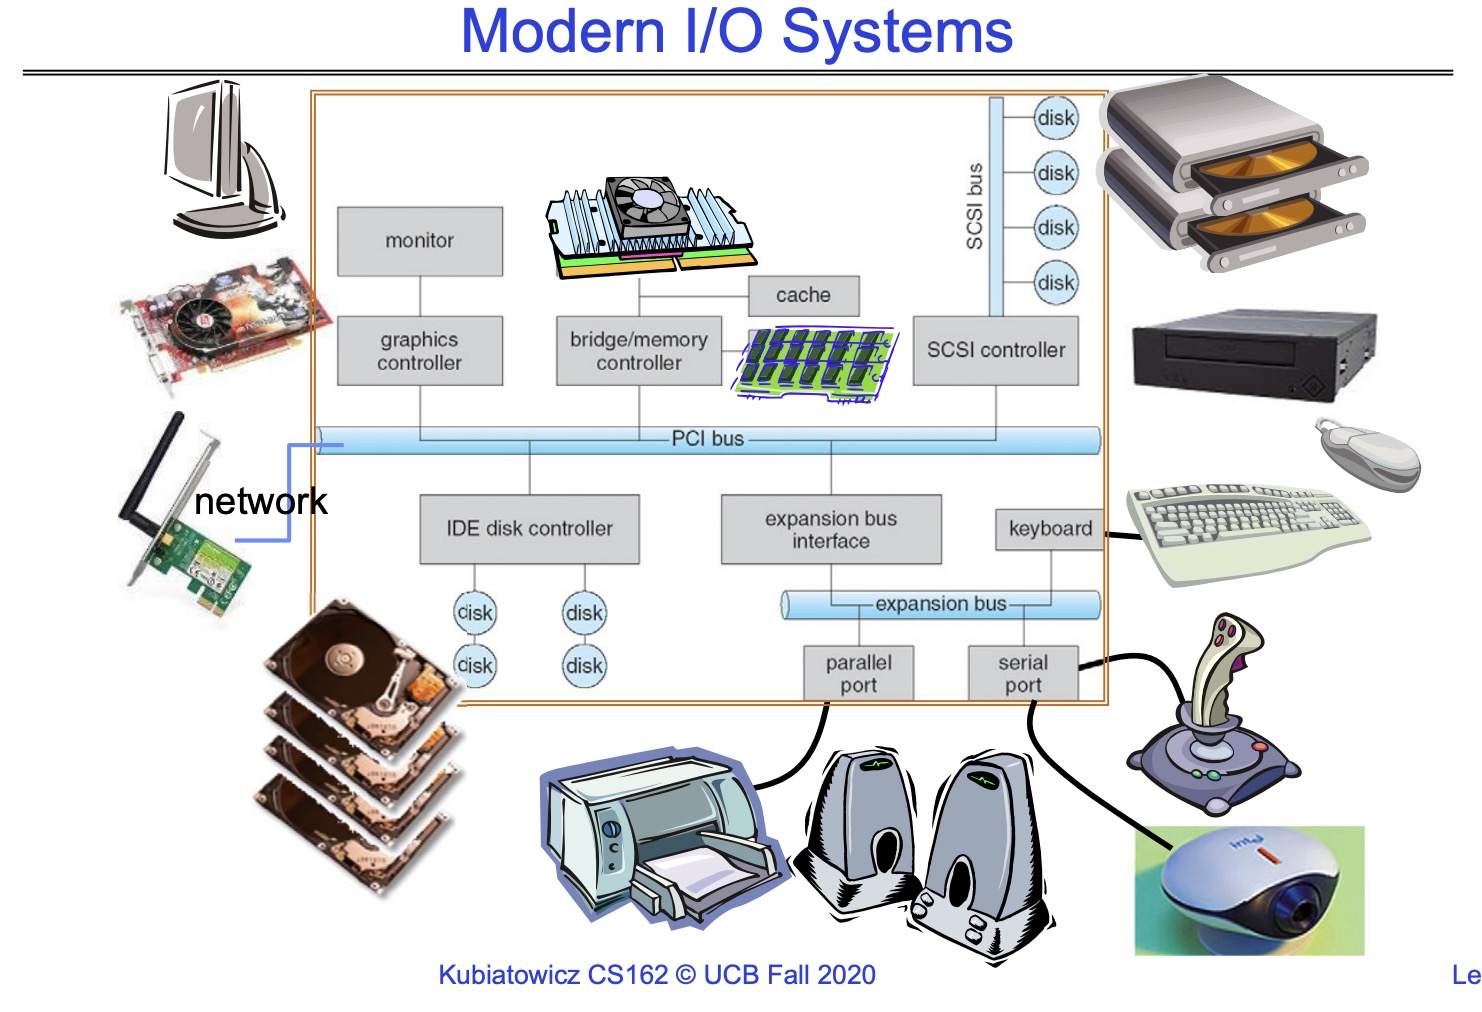 Modern I/O Systems
disk
disk
disk
disk
SCSI bus
monitor
cache
graphics
controller
bridge/memory
controller
SCSI controller
PCI bus
network
IDE disk controller
expansion bus
interface
keyboard
disk
disk
disk
disk
expansion bus
parallel
port
serial
port
intel
Kubiatowicz CS162 © UCB Fall 2020
Le